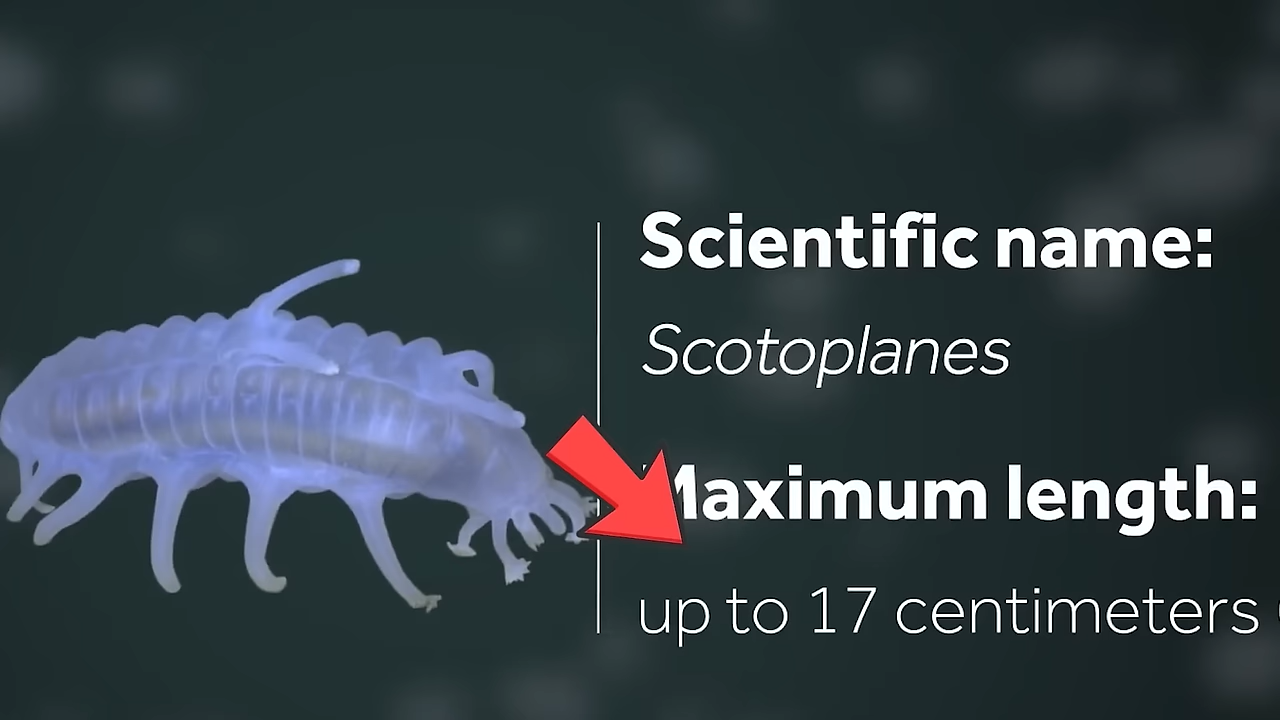 Scientific name:
Scotoplanes
Maximum length:
up to 17 centimeters